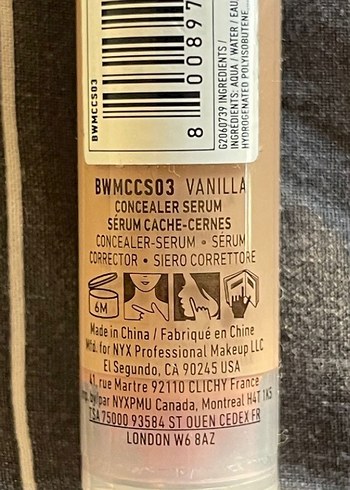 BWMCCS03
8 00897
G2060739 INGREDIENTS /
INGRÉDIENTS: AQUA / WATER / EAU,
HYDROGENATED POLYISOBUTENE,
BWMCCS03 VANILLA
CONCEALER SERUM
SÉRUM CACHE-CERNES
CONCEALER-SERUM • SÉRUM
CORRECTOR • SIERO CORRETTORE
6M
Made in China / Fabriqué en Chine
Mfd. for NYX Professional Makeup LLC
El Segundo, CA 90245 USA
41, rue Martre 92110 CLICHY France
by/par NYXPMU Canada, Montreal H4T 1K5
TSA 75000 93584 ST OUEN CEDEX FR
LONDON W6 8AZ